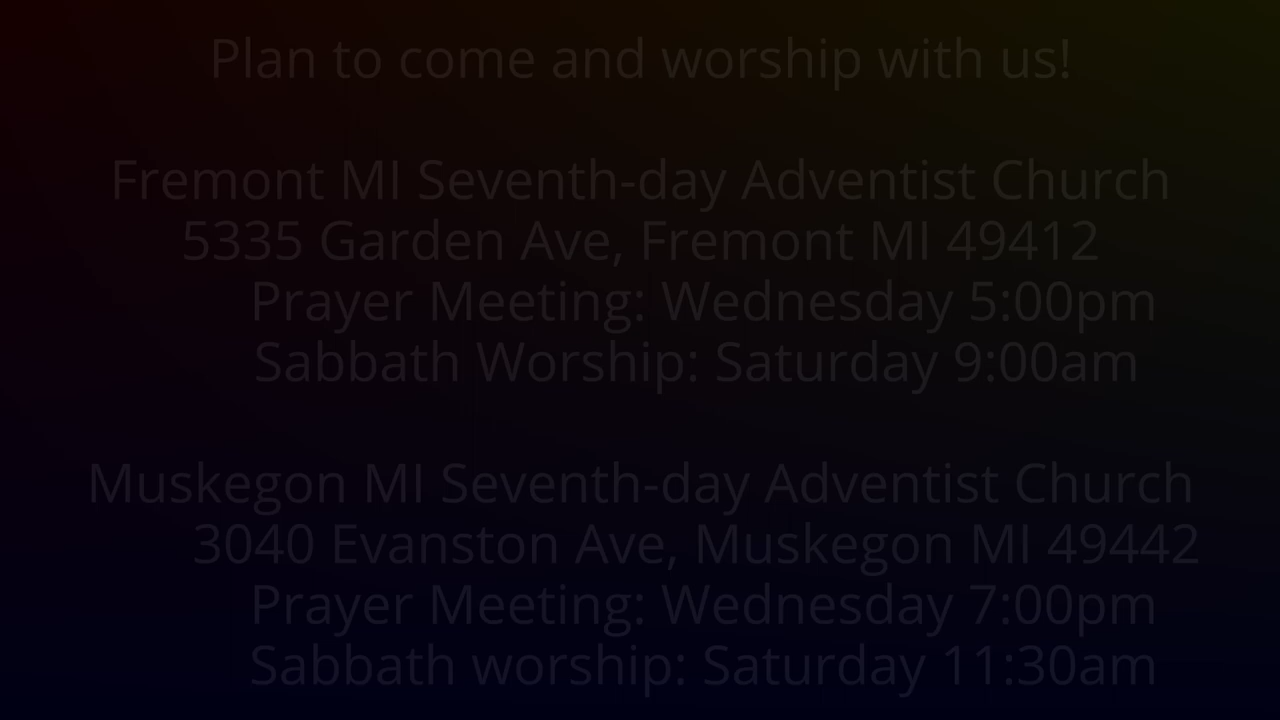 Plan to come and worship with us!
Fremont MI Seventh-day Adventist Church
5335 Garden Ave, Fremont MI 49412
Prayer Meeting: Wednesday 5:00pm
Sabbath Worship: Saturday 9:00am
Muskegon MI Seventh-day Adventist Church
3040 Evanston Ave, Muskegon MI 49442
Prayer Meeting: Wednesday 7:00pm
Sabbath worship: Saturday 11:30am